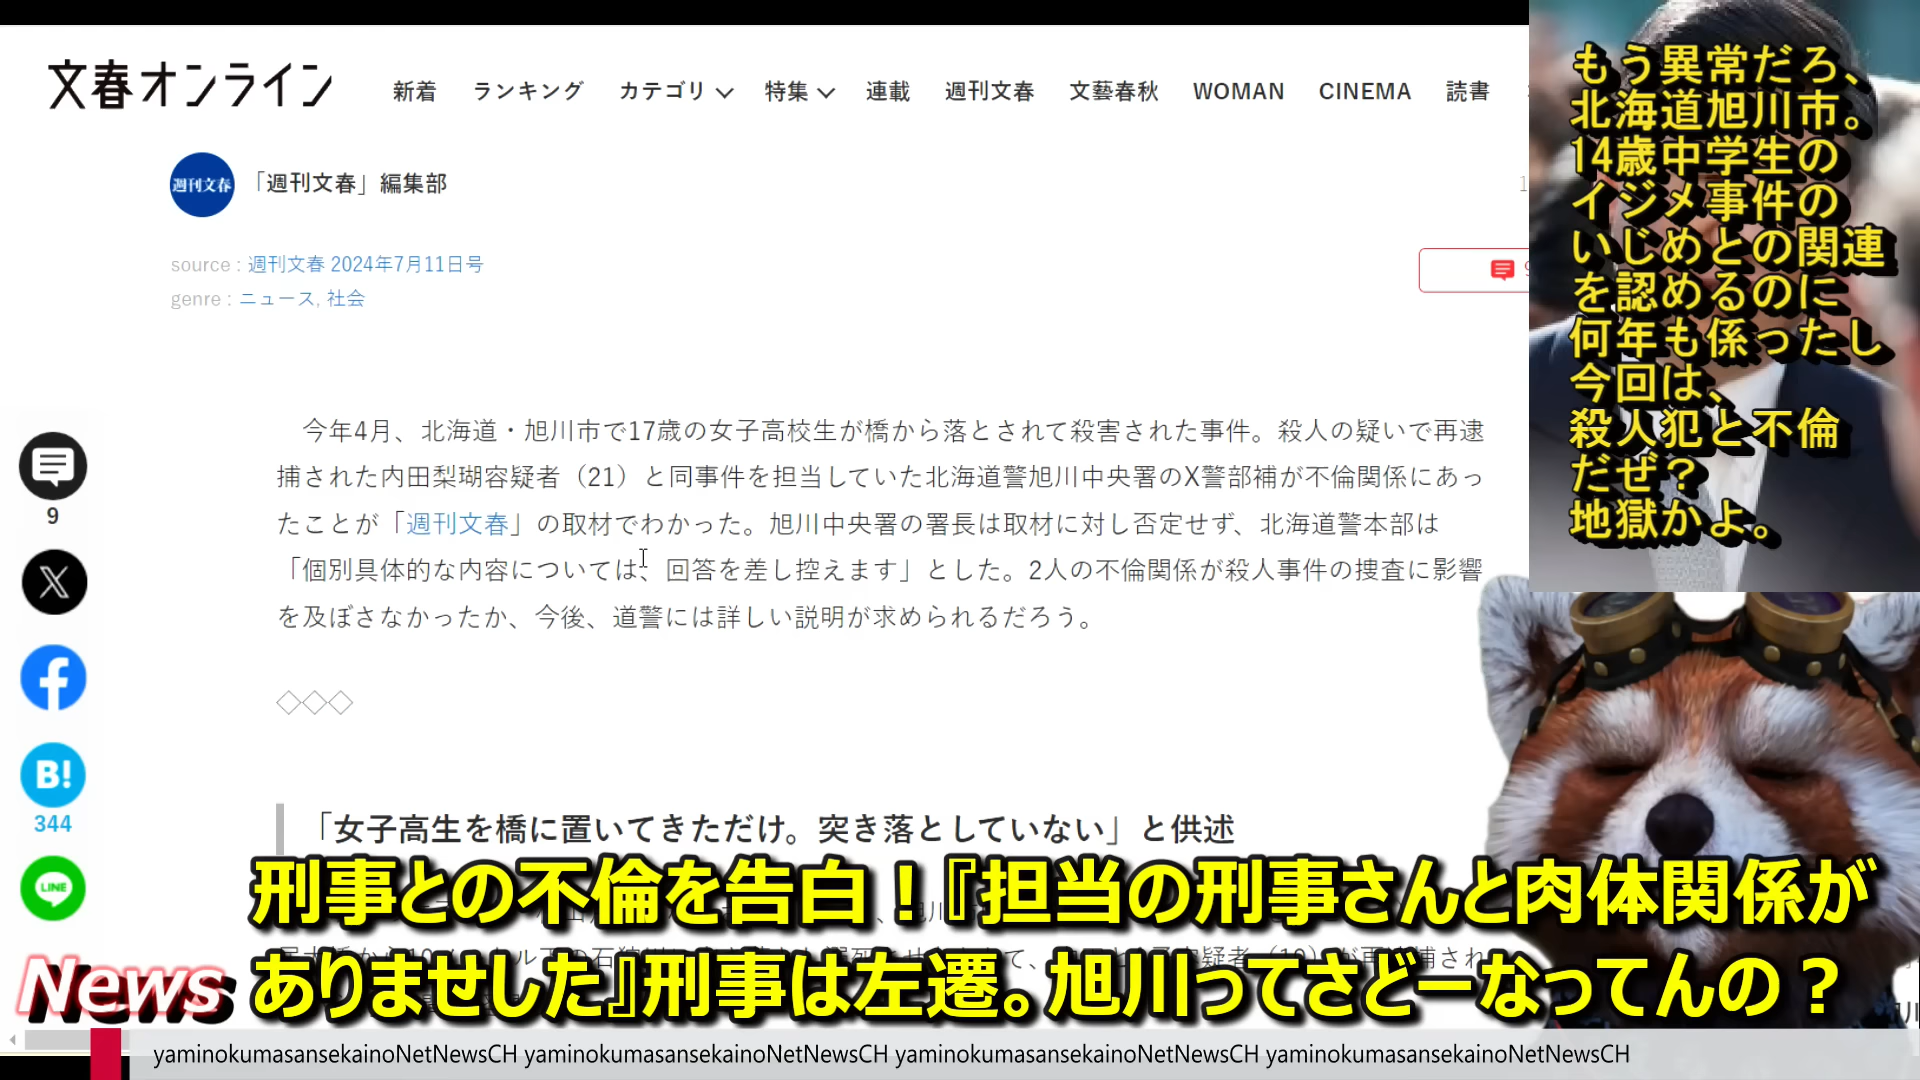 文春オンライン
新着 ランキング カテゴリ 特集 連載 週刊文春 文藝春秋 WOMAN CINEMA 読書
週刊文春
「週刊文春」編集部
source : 週刊文春 2024年7月11日号
genre : ニュース, 社会
今年4月、北海道・旭川市で17歳の女子高校生が橋から落とされて殺害された事件。殺人の疑いで再逮
捕された内田梨瑚容疑者（21）と同事件を担当していた北海道警旭川中央署のX警部補が不倫関係にあっ
たことが「週刊文春」の取材でわかった。旭川中央署の署長は取材に対し否定せず、北海道警本部は
「個別具体的な内容については、回答を差し控えます」とした。2人の不倫関係が殺人事件の捜査に影響
を及ぼさなかったか、今後、道警には詳しい説明が求められるだろう。
◇◇◇
「女子高生を橋に置いてきただけ。突き落としていない」と供述
もう異常だろ、
北海道旭川市。
14歳中学生の
イジメ事件の
いじめとの関連
を認めるのに
何年も係ったし
今回は、
殺人犯と不倫
だぜ？
地獄かよ。
9
B!
344
LINE
刑事との不倫を告白！『担当の刑事さんと肉体関係が
ありませした』刑事は左遷。旭川ってさどーなってんの？
News
yaminokumasansekainoNetNewsCH yaminokumasansekainoNetNewsCH yaminokumasansekainoNetNewsCH yaminokumasansekainoNetNewsCH